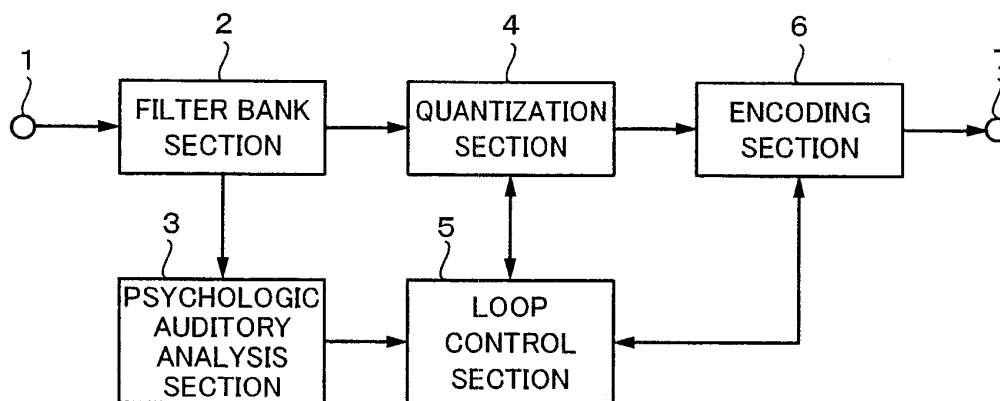 1
2
4
6
7
FILTER BANK
SECTION
QUANTIZATION
SECTION
ENCODING
SECTION
3
5
PSYCHOLOGIC
AUDITORY
ANALYSIS
SECTION
LOOP
CONTROL
SECTION